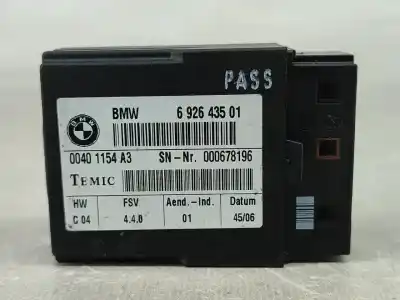 PASS
BMW 6 926 435 01
0040 1154 A3 SN-Nr. 000678196
TEMIC
HW FSV Aend.-Ind. Datum
C 04 4.4.0 01 45/06